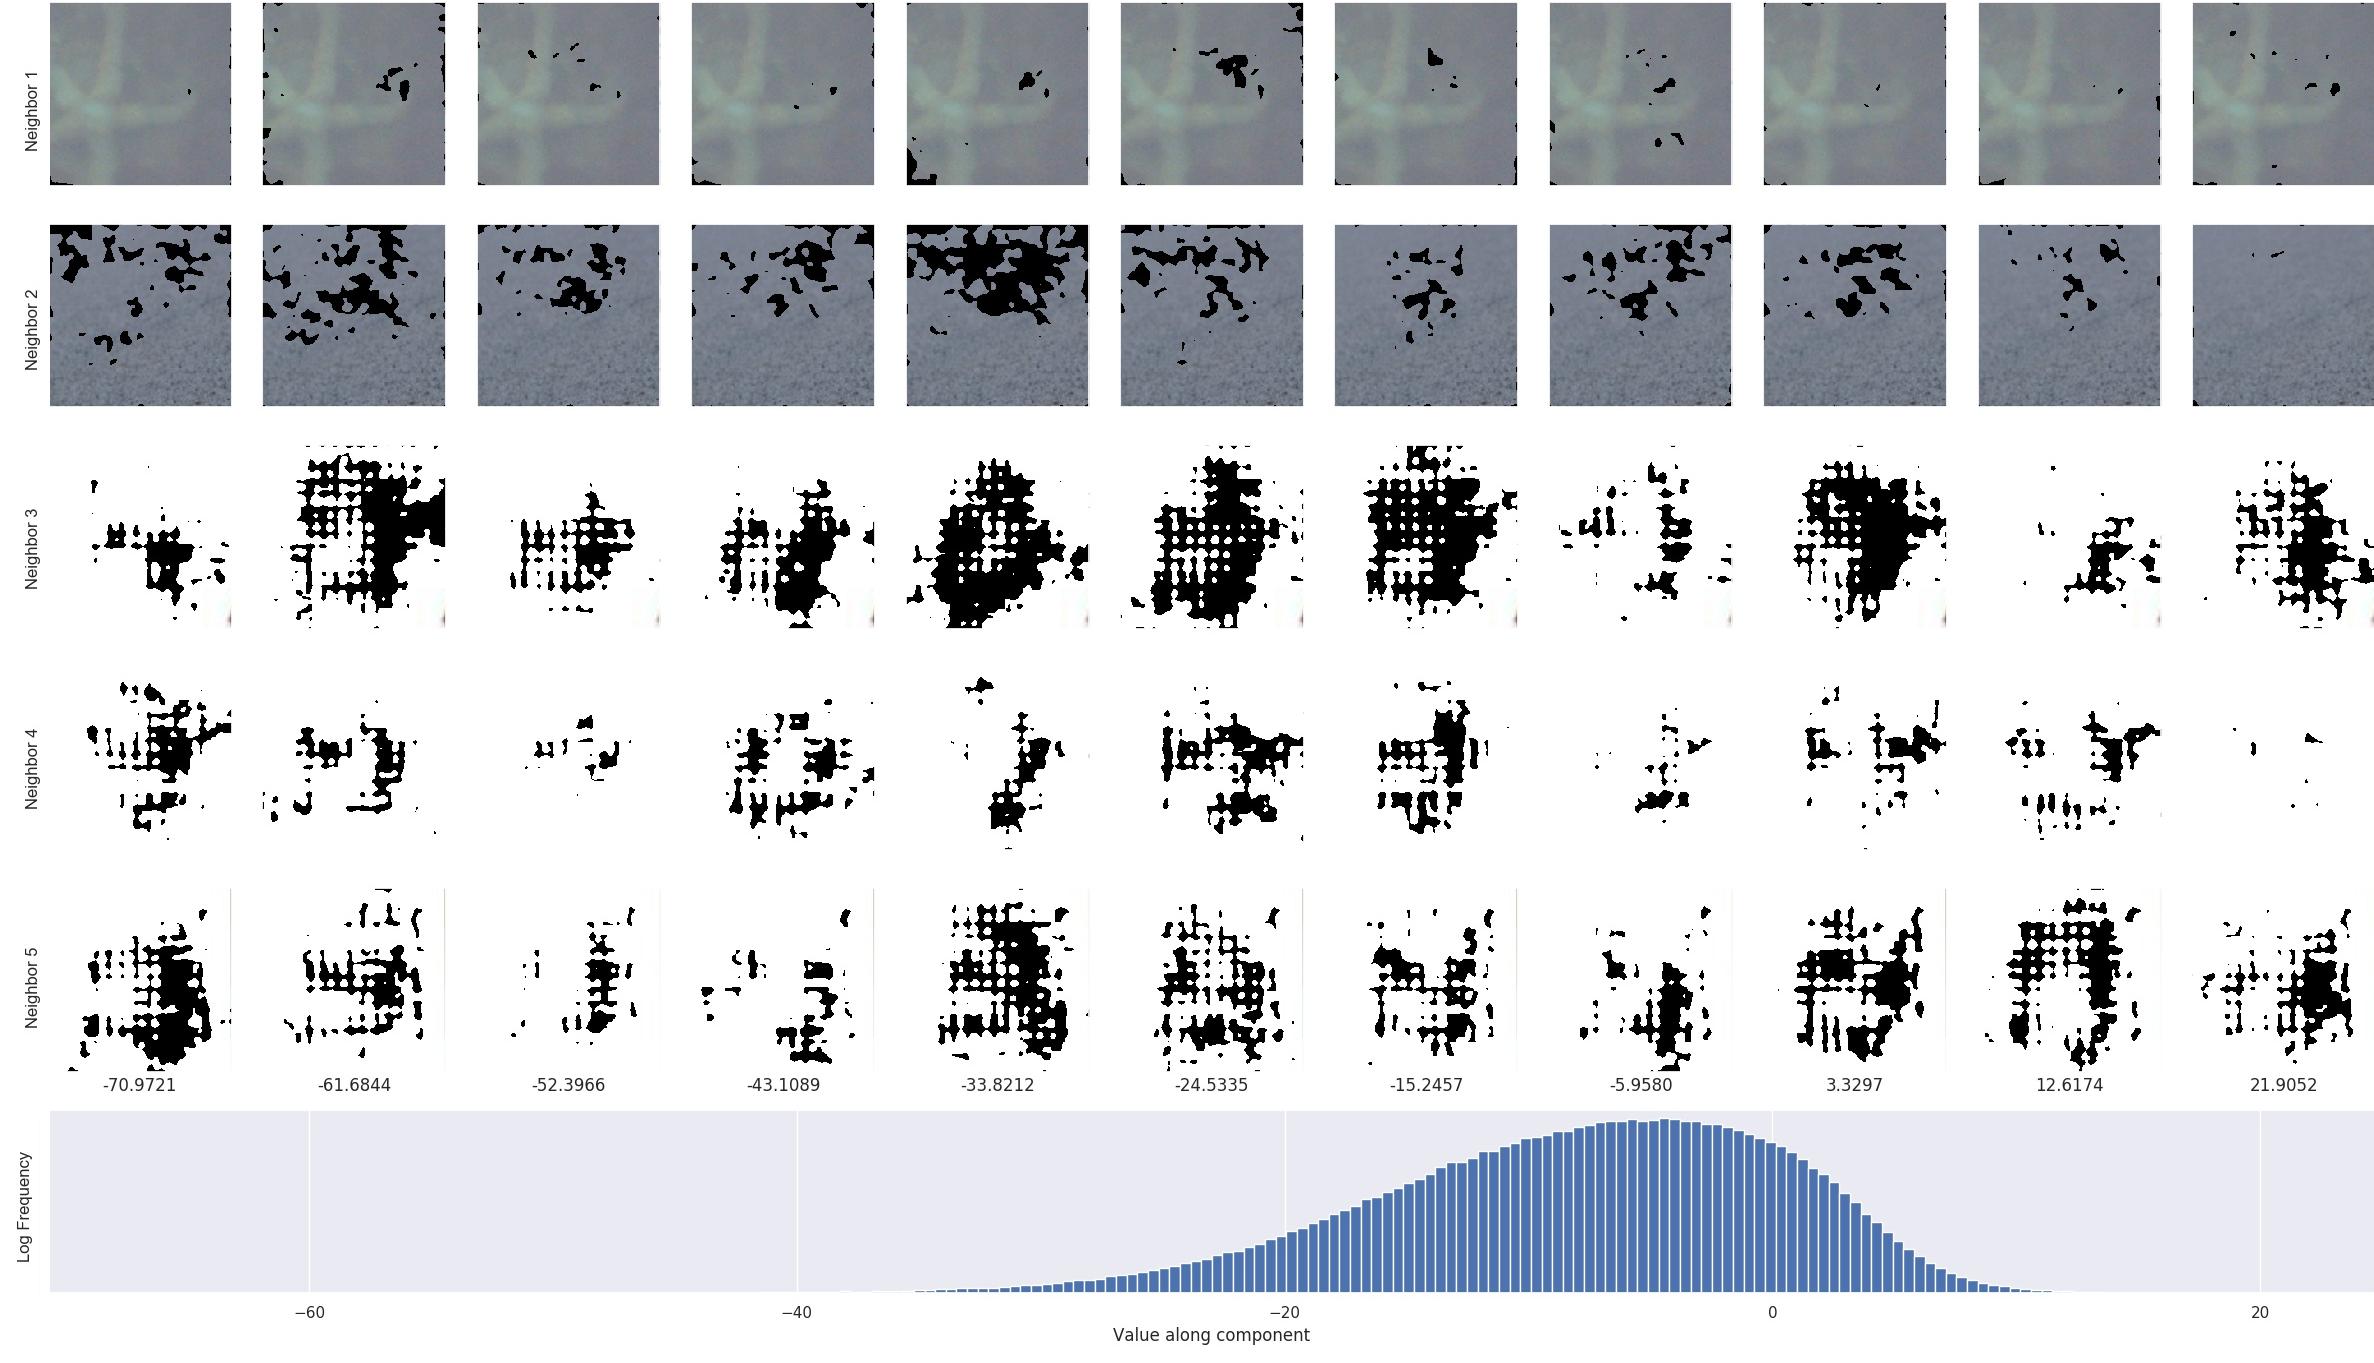 Neighbor 1
Neighbor 2
Neighbor 3
Neighbor 4
Neighbor 5
-70.9721 -61.6844 -52.3966 -43.1089 -33.8212 -24.5335 -15.2457 -5.9580 3.3297 12.6174 21.9052
Log Frequency
−60 −40 −20 0 20
Value along component